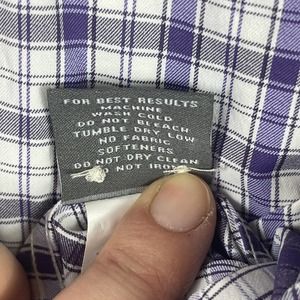 FOR BEST RESULTS
MACHINE
WASH COLD
DO NOT BLEACH
TUMBLE DRY LOW
NO FABRIC
SOFTENERS
DO NOT DRY CLEAN
NOT IRON